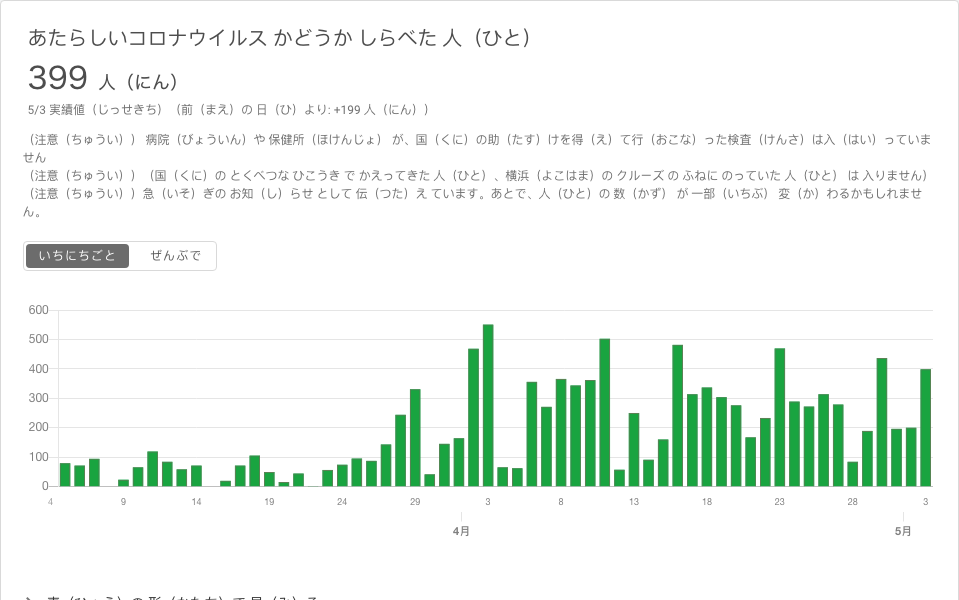 あたらしいコロナウイルス かどうか しらべた 人（ひと）
399 人（にん）
5/3 実績値（じっせきち）（前（まえ）の 日（ひ）より: +199 人（にん））
（注意（ちゅうい）） 病院（びょういん）や 保健所（ほけんじょ） が、国（くに）の助（たす）けを得（え）て行（おこな）った検査（けんさ）は入（はい）っていま
せん
（注意（ちゅうい））（国（くに）の とくべつな ひこうき で かえってきた 人（ひと）、横浜（よこはま）の クルーズ の ふねに のっていた 人（ひと） は 入りません）
（注意（ちゅうい））急（いそ）ぎの お知（し）らせ として 伝（つた）え ています。あとで、人（ひと）の 数（かず） が 一部（いちぶ） 変（か）わるかもしれませ
ん。
いちにちごと ぜんぶで
600
500
400
300
200
100
0
4 9 14 19 24 29 3 8 13 18 23 28 3
4月 5月